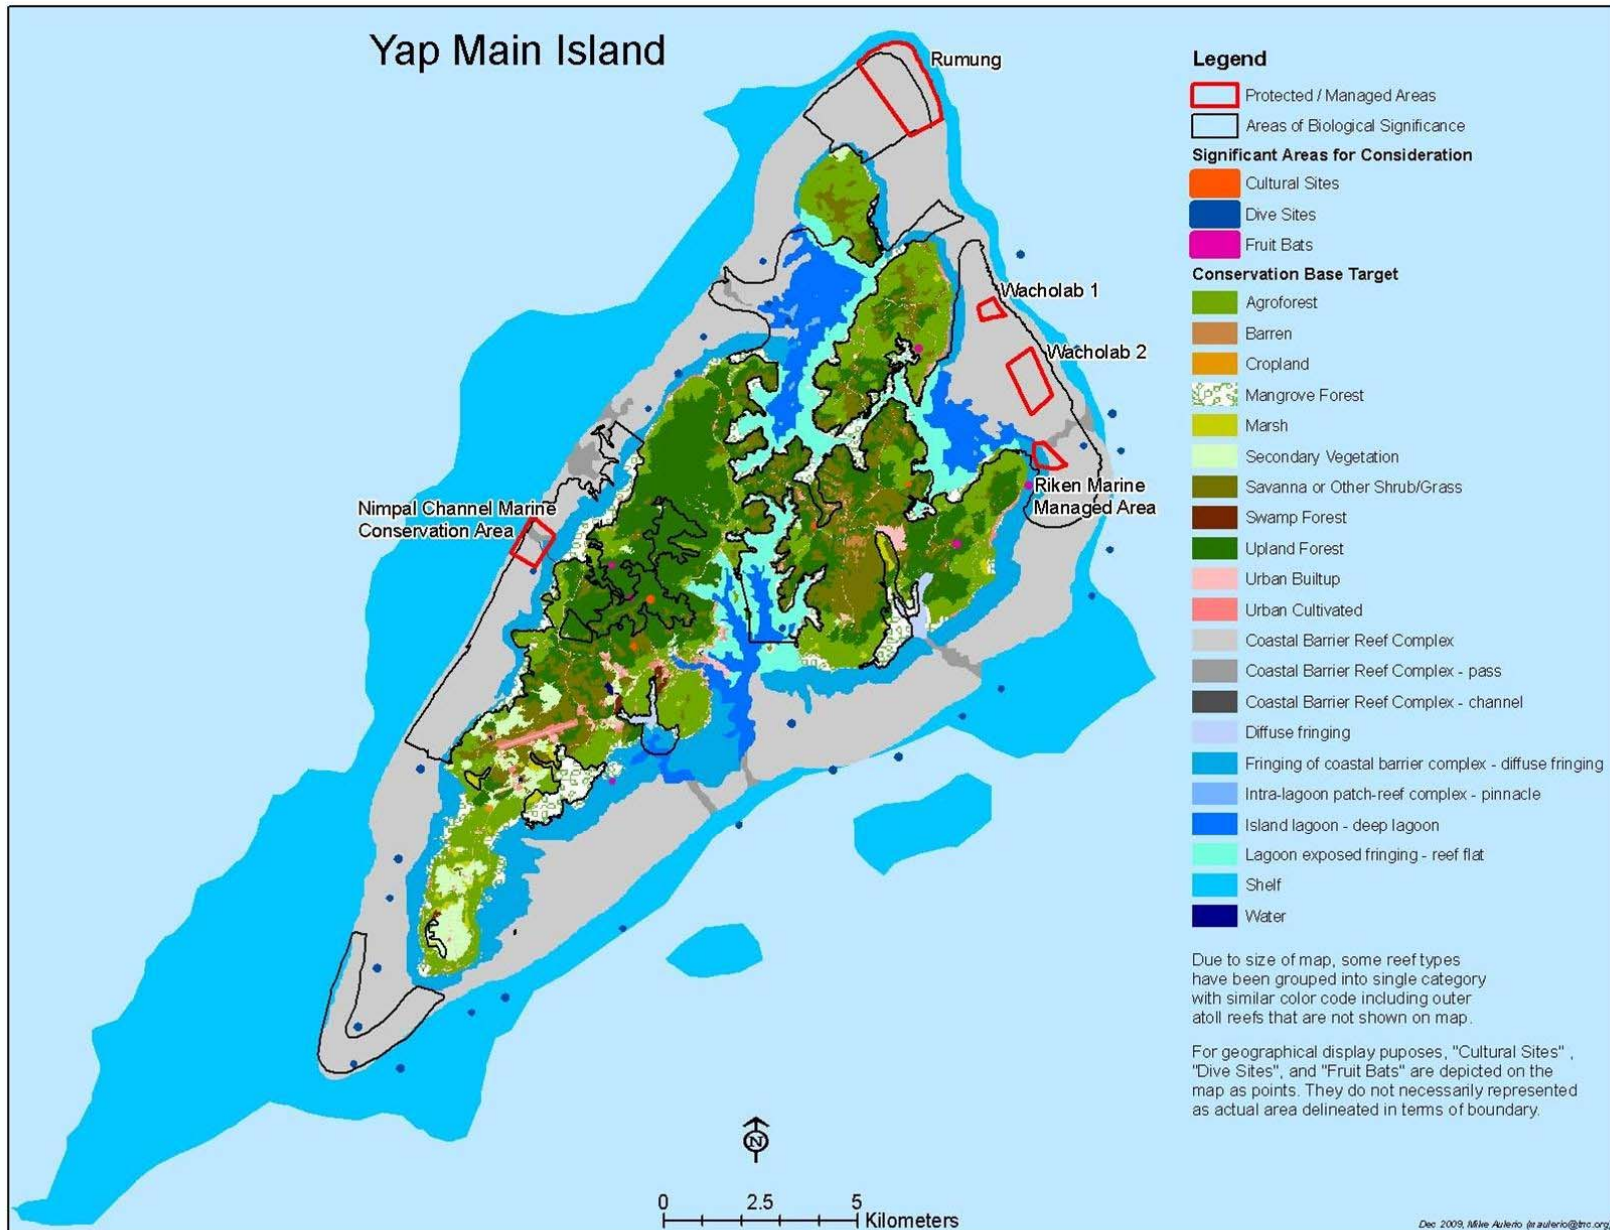 Yap Main Island
Rumung
Wacholab 1
Wacholab 2
Riken Marine
Managed Area
Nimpal Channel Marine
Conservation Area
Legend
Protected / Managed Areas
Areas of Biological Significance
Significant Areas for Consideration
Cultural Sites
Dive Sites
Fruit Bats
Conservation Base Target
Agroforest
Barren
Cropland
Mangrove Forest
Marsh
Secondary Vegetation
Savanna or Other Shrub/Grass
Swamp Forest
Upland Forest
Urban Builtup
Urban Cultivated
Coastal Barrier Reef Complex
Coastal Barrier Reef Complex - pass
Coastal Barrier Reef Complex - channel
Diffuse fringing
Fringing of coastal barrier complex - diffuse fringing
Intra-lagoon patch-reef complex - pinnacle
Island lagoon - deep lagoon
Lagoon exposed fringing - reef flat
Shelf
Water
Due to size of map, some reef types
have been grouped into single category
with similar color code including outer
atoll reefs that are not shown on map.
For geographical display puposes, "Cultural Sites" ,
"Dive Sites", and "Fruit Bats" are depicted on the
map as points. They do not necessarily represented
as actual area delineated in terms of boundary.
N
0 2.5 5
Kilometers
Dec 2009, Mike Aulerio (maulerio@tnc.org)